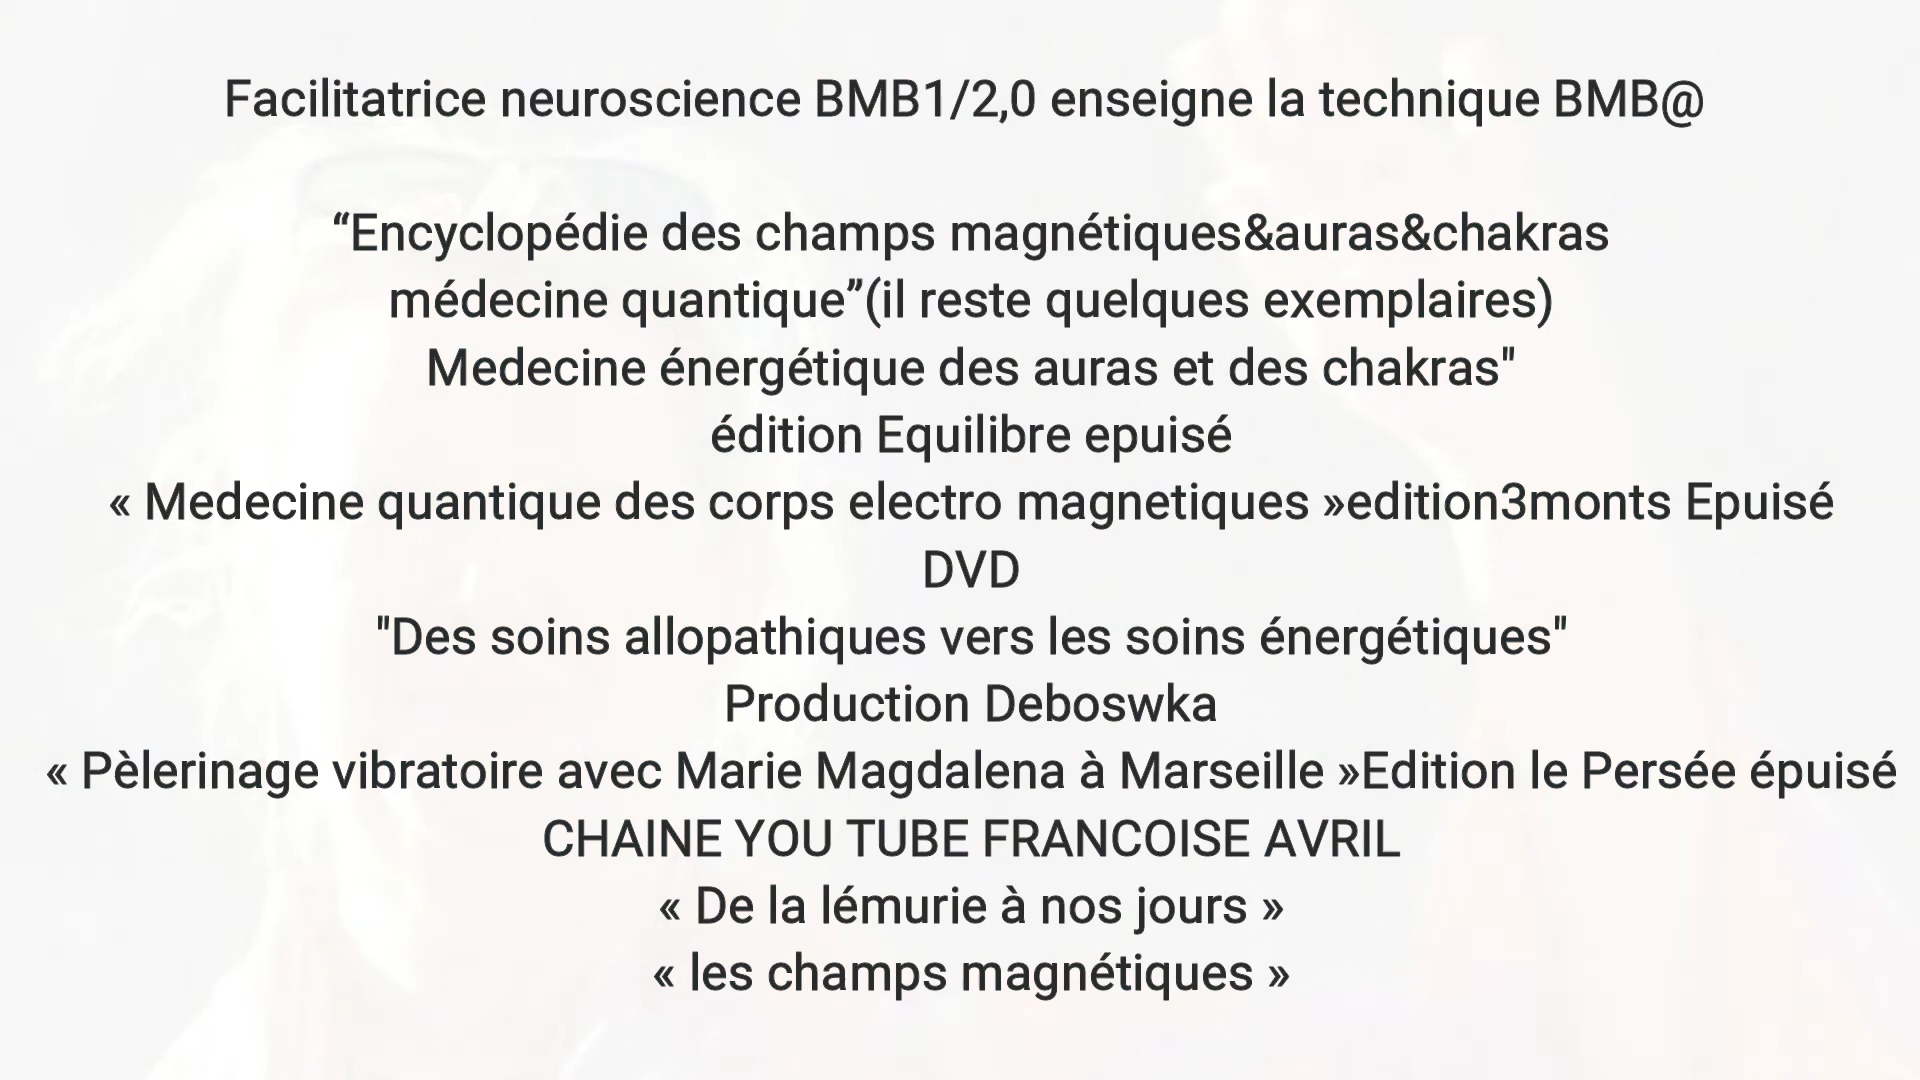 Facilitatrice neuroscience BMB1/2,0 enseigne la technique BMB@
“Encyclopédie des champs magnétiques&auras&chakras
médecine quantique”(il reste quelques exemplaires)
Medecine énergétique des auras et des chakras"
édition Equilibre epuisé
« Medecine quantique des corps electro magnetiques »edition3monts Epuisé
DVD
"Des soins allopathiques vers les soins énergétiques"
Production Deboswka
« Pèlerinage vibratoire avec Marie Magdalena à Marseille »Edition le Persée épuisé
CHAINE YOU TUBE FRANCOISE AVRIL
« De la lémurie à nos jours »
« les champs magnétiques »